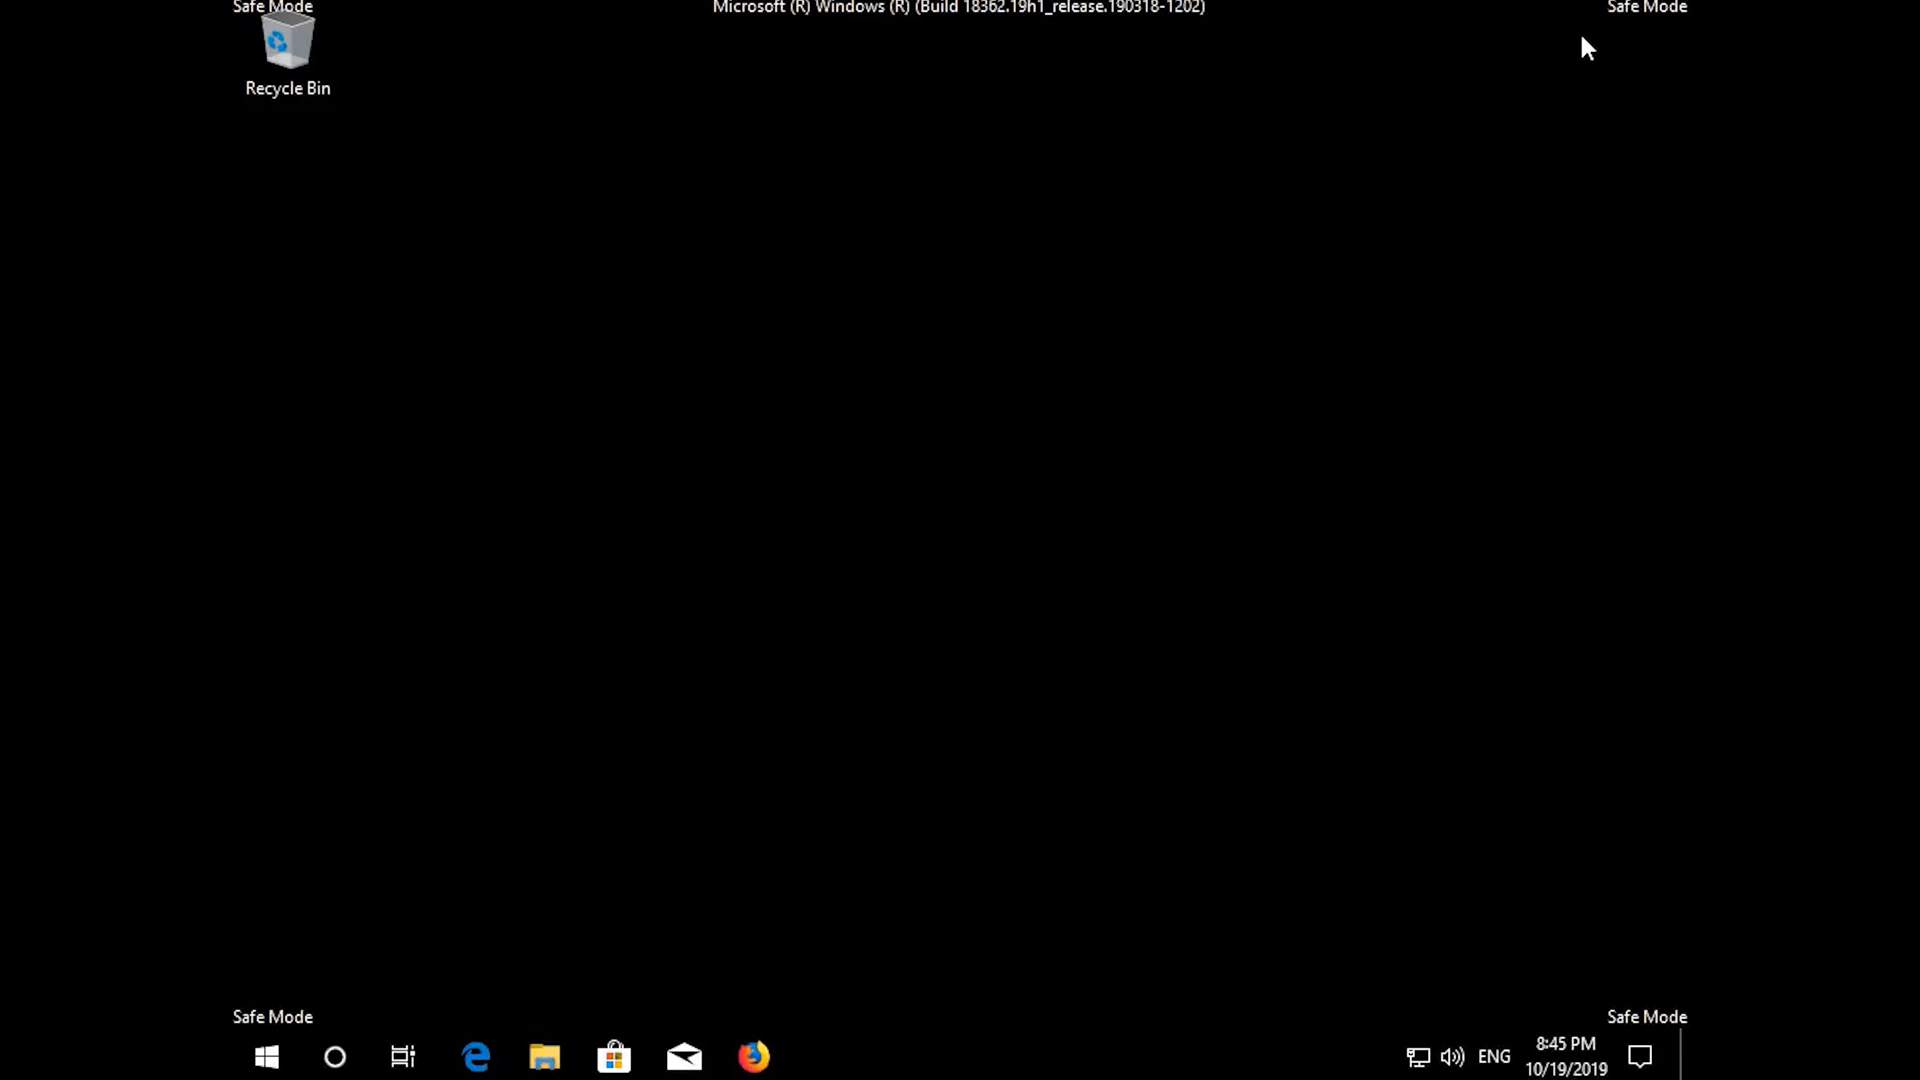 Safe Mode
Microsoft (R) Windows (R) (Build 18362.19h1_release.190318-1202)
Safe Mode
Recycle Bin
Safe Mode
Safe Mode
ENG
8:45 PM
10/19/2019